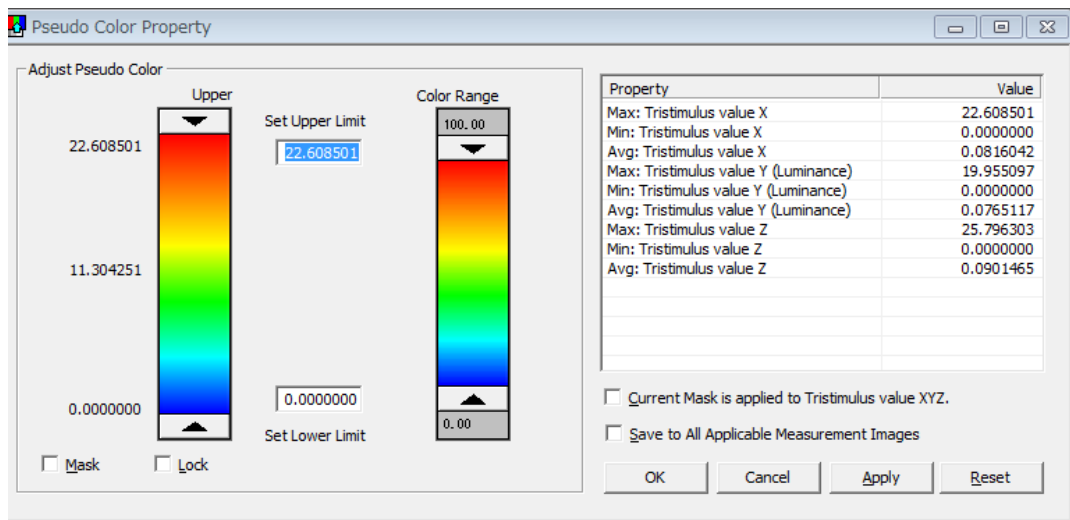 Pseudo Color Property
Adjust Pseudo Color
Upper
Color Range
Set Upper Limit
100.00
22.608501
22.608501
11.304251
0.0000000
0.0000000
Set Lower Limit
0.00
Mask
Lock
Property Value
Max: Tristimulus value X 22.608501
Min: Tristimulus value X 0.0000000
Avg: Tristimulus value X 0.0816042
Max: Tristimulus value Y (Luminance) 19.955097
Min: Tristimulus value Y (Luminance) 0.0000000
Avg: Tristimulus value Y (Luminance) 0.0765117
Max: Tristimulus value Z 25.796303
Min: Tristimulus value Z 0.0000000
Avg: Tristimulus value Z 0.0901465
Current Mask is applied to Tristimulus value XYZ.
Save to All Applicable Measurement Images
OK Cancel Apply Reset